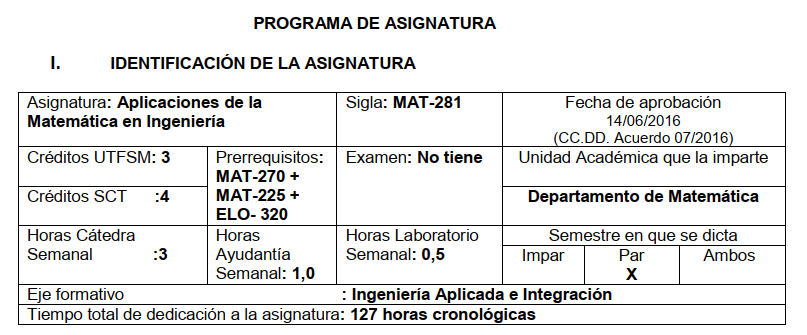 PROGRAMA DE ASIGNATURA
I. IDENTIFICACIÓN DE LA ASIGNATURA
Asignatura: Aplicaciones de la
Matemática en Ingeniería
Sigla: MAT-281
Fecha de aprobación
14/06/2016
(CC.DD. Acuerdo 07/2016)
Créditos UTFSM: 3
Prerrequisitos:
MAT-270 +
MAT-225 +
ELO- 320
Examen: No tiene
Unidad Académica que la imparte
Créditos SCT :4
Departamento de Matemática
Horas Cátedra
Semanal :3
Horas
Ayudantía
Semanal: 1,0
Horas Laboratorio
Semanal: 0,5
Semestre en que se dicta
Impar
Par
X
Ambos
Eje formativo : Ingeniería Aplicada e Integración
Tiempo total de dedicación a la asignatura: 127 horas cronológicas